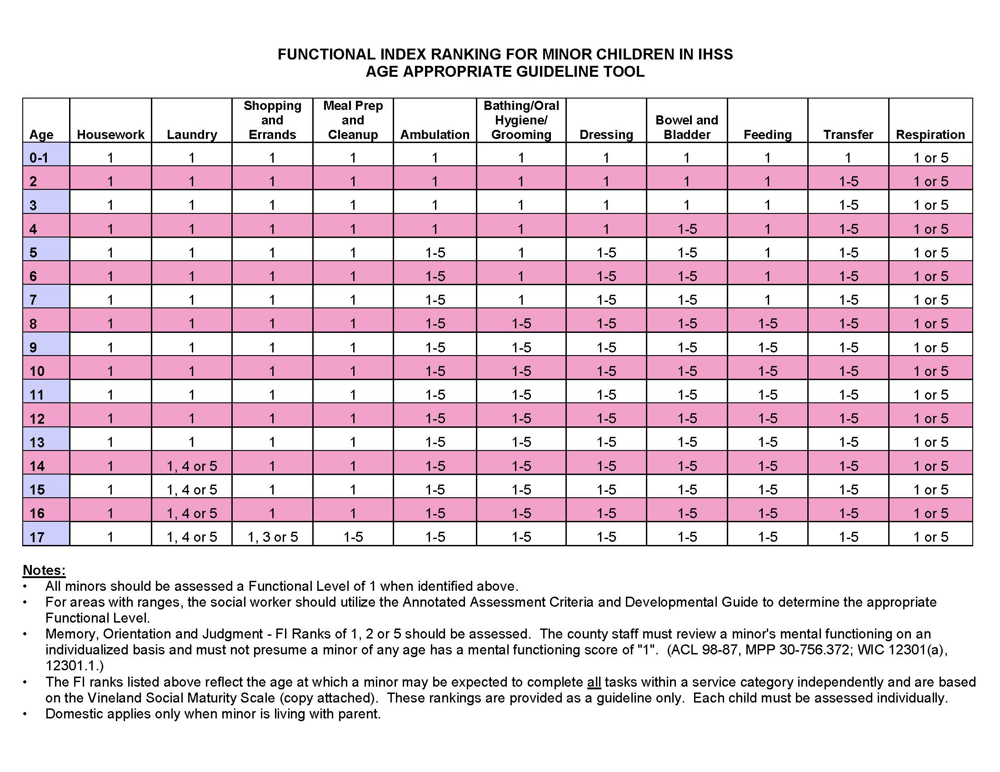 FUNCTIONAL INDEX RANKING FOR MINOR CHILDREN IN IHSS
AGE APPROPRIATE GUIDELINE TOOL
Age Housework Laundry Shopping and Errands Meal Prep and Cleanup Ambulation Bathing/Oral Hygiene/ Grooming Dressing Bowel and Bladder Feeding Transfer Respiration
0-1 1 1 1 1 1 1 1 1 1 1 1 or 5
2 1 1 1 1 1 1 1 1 1 1-5 1 or 5
3 1 1 1 1 1 1 1 1 1 1-5 1 or 5
4 1 1 1 1 1 1 1 1-5 1 1-5 1 or 5
5 1 1 1 1 1-5 1 1-5 1-5 1 1-5 1 or 5
6 1 1 1 1 1-5 1 1-5 1-5 1 1-5 1 or 5
7 1 1 1 1 1-5 1 1-5 1-5 1 1-5 1 or 5
8 1 1 1 1 1-5 1-5 1-5 1-5 1-5 1-5 1 or 5
9 1 1 1 1 1-5 1-5 1-5 1-5 1-5 1-5 1 or 5
10 1 1 1 1 1-5 1-5 1-5 1-5 1-5 1-5 1 or 5
11 1 1 1 1 1-5 1-5 1-5 1-5 1-5 1-5 1 or 5
12 1 1 1 1 1-5 1-5 1-5 1-5 1-5 1-5 1 or 5
13 1 1 1 1 1-5 1-5 1-5 1-5 1-5 1-5 1 or 5
14 1 1, 4 or 5 1 1 1-5 1-5 1-5 1-5 1-5 1-5 1 or 5
15 1 1, 4 or 5 1 1 1-5 1-5 1-5 1-5 1-5 1-5 1 or 5
16 1 1, 4 or 5 1 1 1-5 1-5 1-5 1-5 1-5 1-5 1 or 5
17 1 1, 4 or 5 1, 3 or 5 1-5 1-5 1-5 1-5 1-5 1-5 1-5 1 or 5
Notes:
• All minors should be assessed a Functional Level of 1 when identified above.
• For areas with ranges, the social worker should utilize the Annotated Assessment Criteria and Developmental Guide to determine the appropriate
Functional Level.
• Memory, Orientation and Judgment - FI Ranks of 1, 2 or 5 should be assessed. The county staff must review a minor's mental functioning on an
individualized basis and must not presume a minor of any age has a mental functioning score of "1". (ACL 98-87, MPP 30-756.372; WIC 12301(a),
12301.1.)
• The FI ranks listed above reflect the age at which a minor may be expected to complete all tasks within a service category independently and are based
on the Vineland Social Maturity Scale (copy attached). These rankings are provided as a guideline only. Each child must be assessed individually.
• Domestic applies only when minor is living with parent.